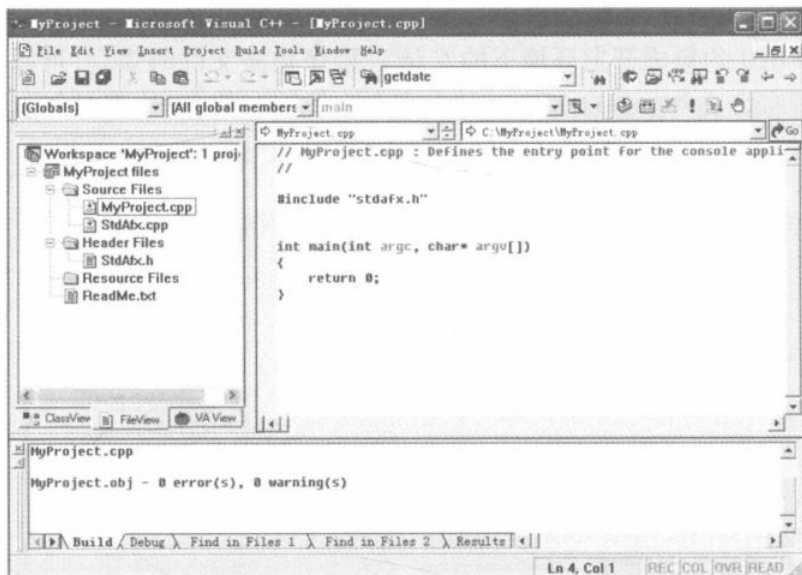 MyProject - Microsoft Visual C++ - [MyProject.cpp]
File Edit View Insert Project Build Tools Window Help
getdate
(Globals) (All global members main
MyProject.cpp C:\MyProject\MyProject.cpp Go
Workspace 'MyProject': 1 proj
MyProject files
Source Files
MyProject.cpp
StdAfx.cpp
Header Files
StdAfx.h
Resource Files
ReadMe.txt
ClassView FileView VA View
// MyProject.cpp : Defines the entry point for the console appli
//
#include "stdafx.h"
int main(int argc, char* argv[])
{
return 0;
}
MyProject.cpp
MyProject.obj - 0 error(s), 0 warning(s)
Build Debug Find in Files 1 Find in Files 2 Results
Ln 4, Col 1 REC COL OVR READ